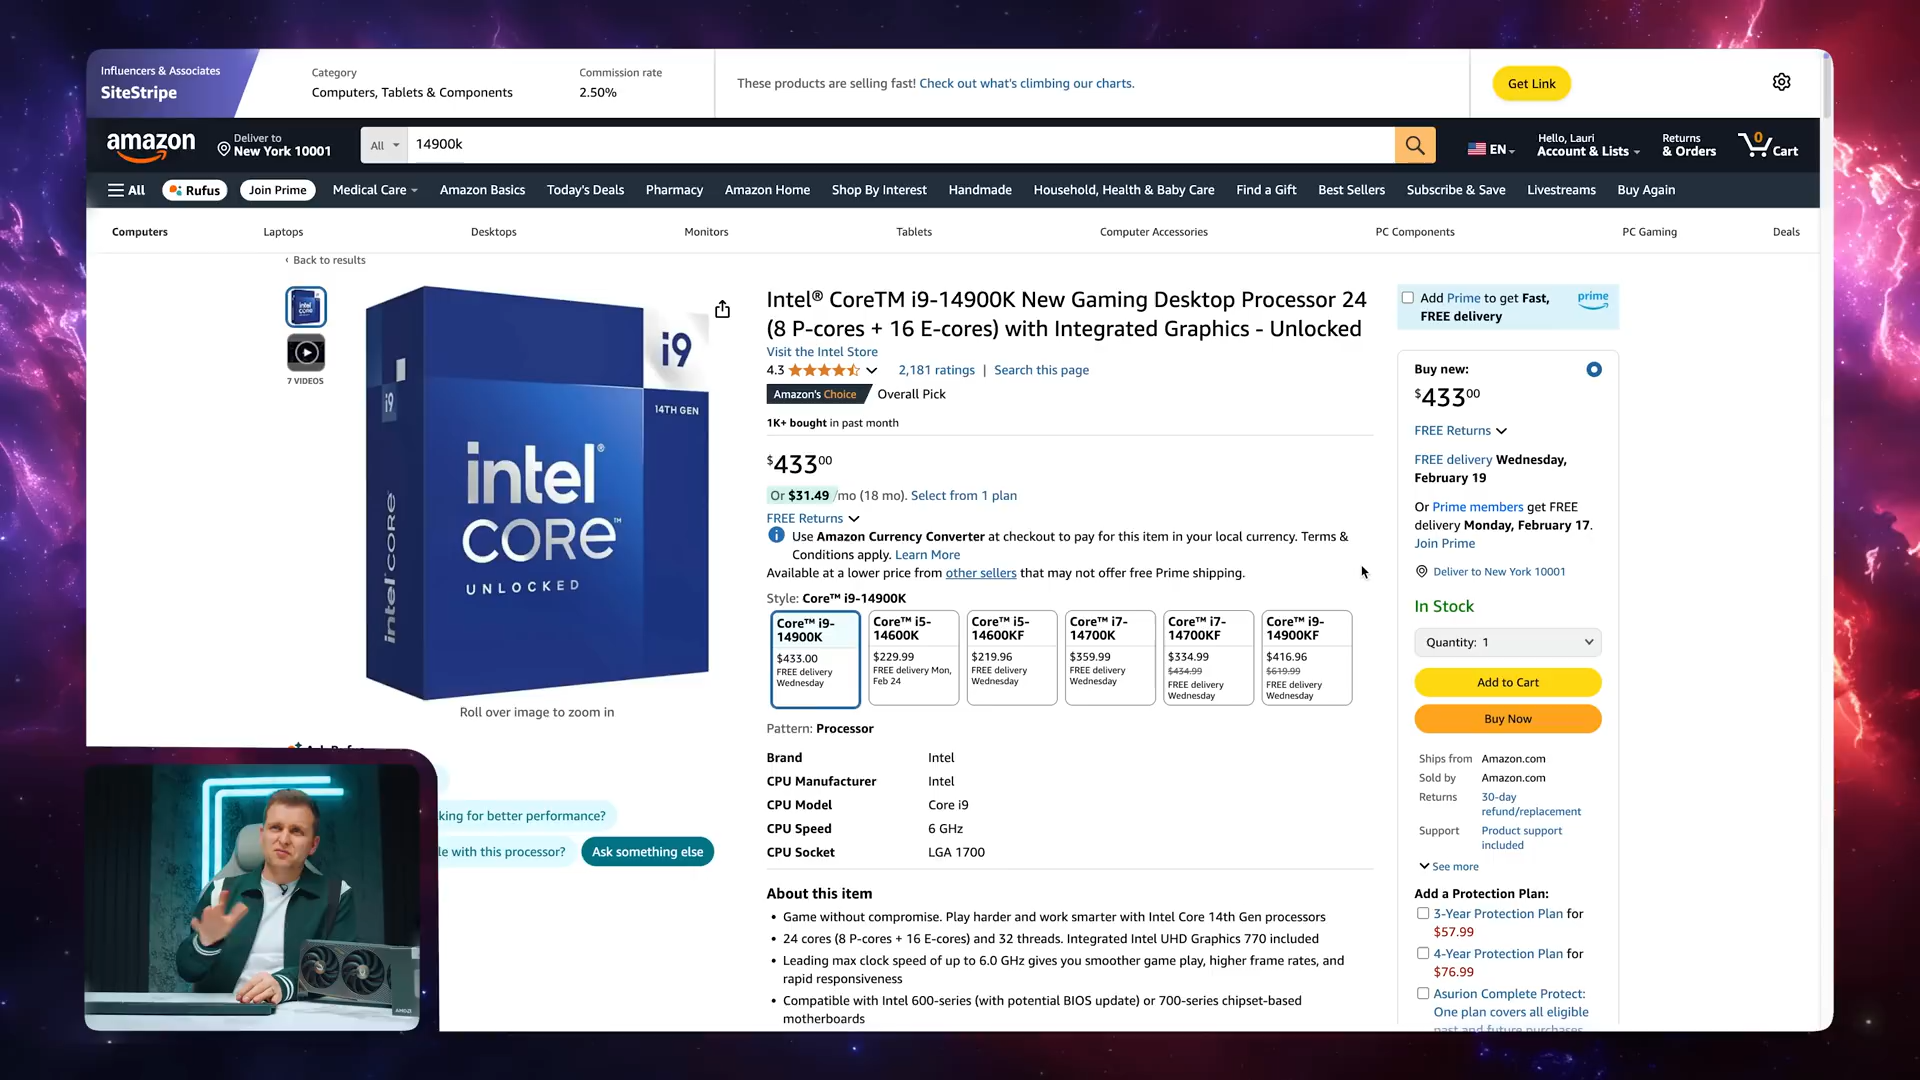 Influencers & Associates
SiteStripe
Category
Computers, Tablets & Components
Commission rate
2.50%
These products are selling fast! Check out what's climbing our charts.
Get Link
amazon
Deliver to
New York 10001
All
14900k
EN
Hello, Lauri
Account & Lists
Returns
& Orders
0
Cart
All
Rufus
Join Prime
Medical Care
Amazon Basics
Today's Deals
Pharmacy
Amazon Home
Shop By Interest
Handmade
Household, Health & Baby Care
Find a Gift
Best Sellers
Subscribe & Save
Livestreams
Buy Again
Computers
Laptops
Desktops
Monitors
Tablets
Computer Accessories
PC Components
PC Gaming
Deals
‹ Back to results
7 VIDEOS
i9
i9
14TH GEN
intel®
CORE™
UNLOCKED
intel CORE
Roll over image to zoom in
Intel® CoreTM i9-14900K New Gaming Desktop Processor 24
(8 P-cores + 16 E-cores) with Integrated Graphics - Unlocked
Visit the Intel Store
4.3
2,181 ratings | Search this page
Amazon's Choice
Overall Pick
1K+ bought in past month
$43300
Or $31.49 /mo (18 mo). Select from 1 plan
FREE Returns
Use Amazon Currency Converter at checkout to pay for this item in your local currency. Terms &
Conditions apply. Learn More
Available at a lower price from other sellers that may not offer free Prime shipping.
Style: Core™ i9-14900K
Core™ i9-
14900K
$433.00
FREE delivery
Wednesday
Core™ i5-
14600K
$229.99
FREE delivery Mon,
Feb 24
Core™ i5-
14600KF
$219.96
FREE delivery
Wednesday
Core™ i7-
14700K
$359.99
FREE delivery
Wednesday
Core™ i7-
14700KF
$334.99
$434.99
FREE delivery
Wednesday
Core™ i9-
14900KF
$416.96
$619.99
FREE delivery
Wednesday
Pattern: Processor
Brand Intel
CPU Manufacturer Intel
CPU Model Core i9
CPU Speed 6 GHz
CPU Socket LGA 1700
About this item
• Game without compromise. Play harder and work smarter with Intel Core 14th Gen processors
• 24 cores (8 P-cores + 16 E-cores) and 32 threads. Integrated Intel UHD Graphics 770 included
• Leading max clock speed of up to 6.0 GHz gives you smoother game play, higher frame rates, and
rapid responsiveness
• Compatible with Intel 600-series (with potential BIOS update) or 700-series chipset-based
motherboards
Add Prime to get Fast,
FREE delivery
prime
Buy new:
$43300
FREE Returns
FREE delivery Wednesday,
February 19
Or Prime members get FREE
delivery Monday, February 17.
Join Prime
Deliver to New York 10001
In Stock
Quantity: 1
Add to Cart
Buy Now
Ships from Amazon.com
Sold by Amazon.com
Returns 30-day
refund/replacement
Support Product support
included
See more
Add a Protection Plan:
3-Year Protection Plan for
$57.99
4-Year Protection Plan for
$76.99
Asurion Complete Protect:
One plan covers all eligible
past and future purchases
king for better performance?
le with this processor?
Ask something else
AMD